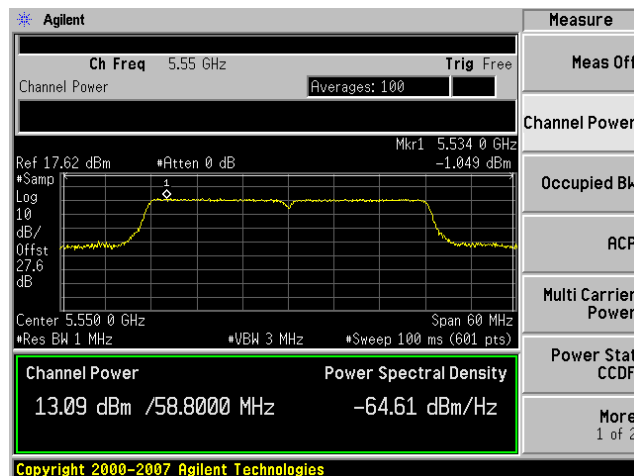 Agilent
Measure
Ch Freq 5.55 GHz Trig Free
Channel Power Averages: 100
Mkr1 5.534 0 GHz
Ref 17.62 dBm #Atten 0 dB -1.049 dBm
#Samp
Log
10
dB/
Offst
27.6
dB
1
Center 5.550 0 GHz Span 60 MHz
#Res BW 1 MHz #VBW 3 MHz #Sweep 100 ms (601 pts)
Channel Power Power Spectral Density
13.09 dBm /58.8000 MHz -64.61 dBm/Hz
Copyright 2000-2007 Agilent Technologies
Meas Off
Channel Power
Occupied BW
ACP
Multi Carrier
Power
Power Stat
CCDF
More
1 of 2